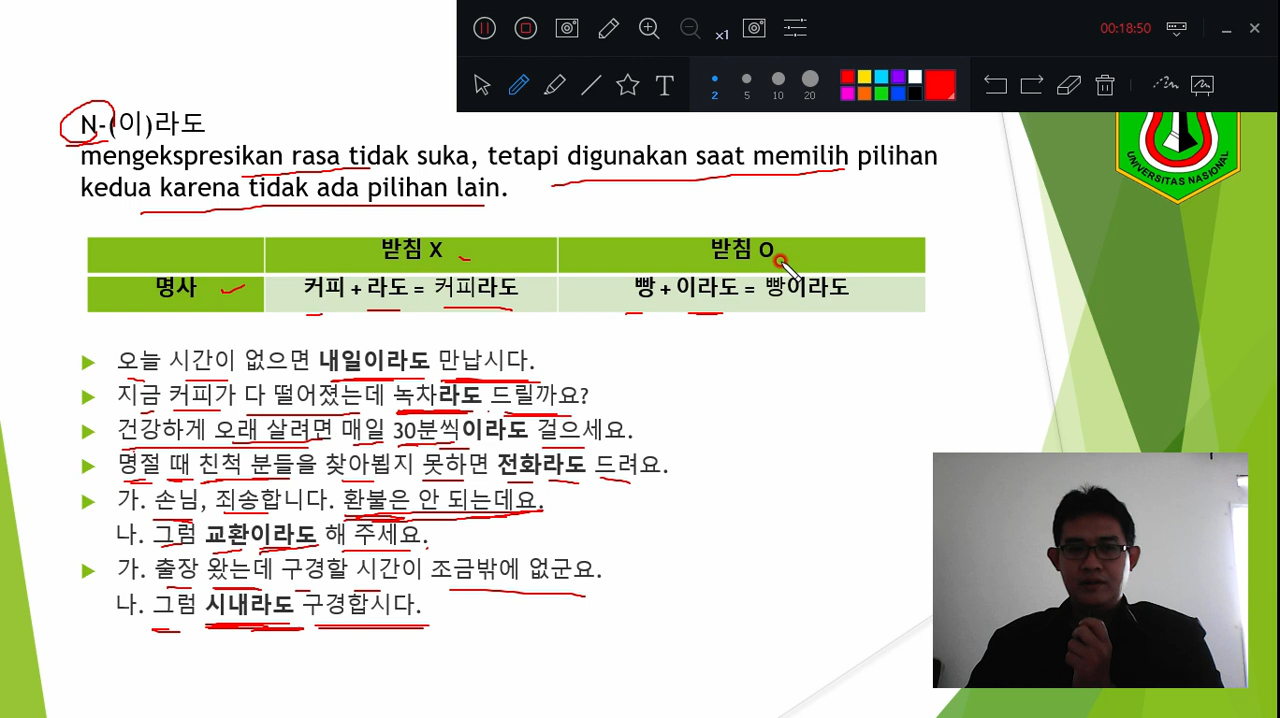 x1
00:18:50
2 5 10 20
N-(이)라도
mengekspresikan rasa tidak suka, tetapi digunakan saat memilih pilihan
kedua karena tidak ada pilihan lain.
UNIVERSITAS NASIONAL
받침 X 받침 O
명사 커피 + 라도 = 커피라도 빵 + 이라도 = 빵이라도
오늘 시간이 없으면 내일이라도 만납시다.
지금 커피가 다 떨어졌는데 녹차라도 드릴까요?
건강하게 오래 살려면 매일 30분씩이라도 걸으세요.
명절 때 친척 분들을 찾아뵙지 못하면 전화라도 드려요.
가. 손님, 죄송합니다. 환불은 안 되는데요.
나. 그럼 교환이라도 해 주세요.
가. 출장 왔는데 구경할 시간이 조금밖에 없군요.
나. 그럼 시내라도 구경합시다.